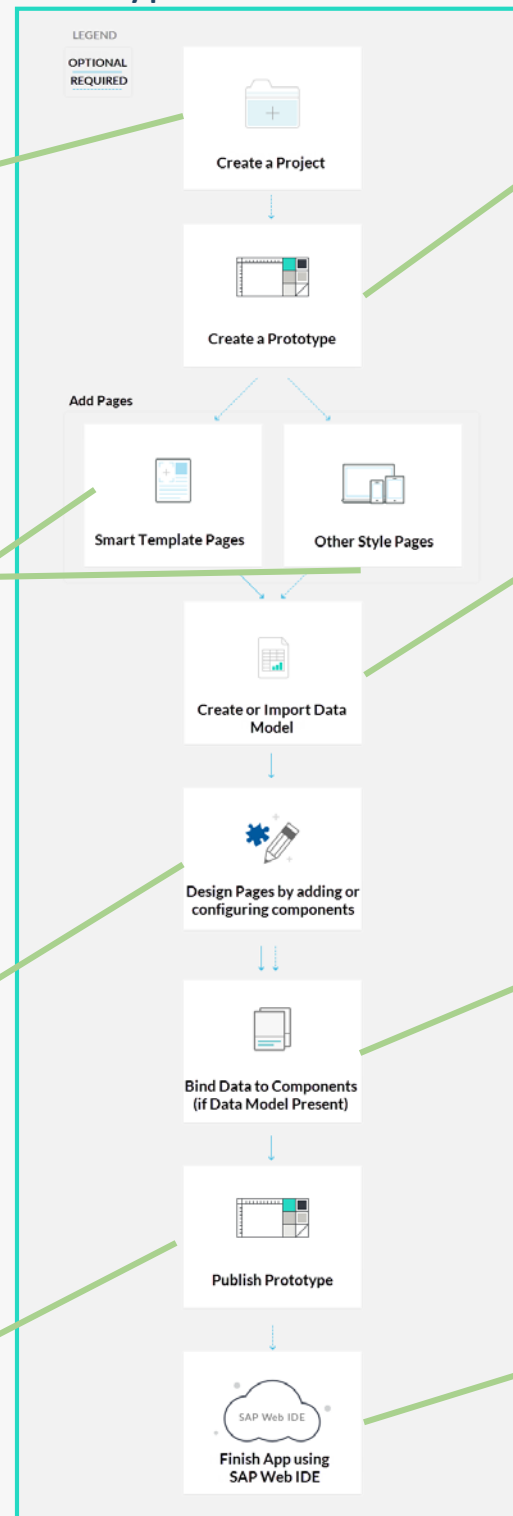 LEGEND
OPTIONAL
REQUIRED
Create a Project
Create a Prototype
Add Pages
Smart Template Pages
Other Style Pages
Create or Import Data
Model
Design Pages by adding or
configuring components
Bind Data to Components
(if Data Model Present)
Publish Prototype
SAP Web IDE
Finish App using
SAP Web IDE